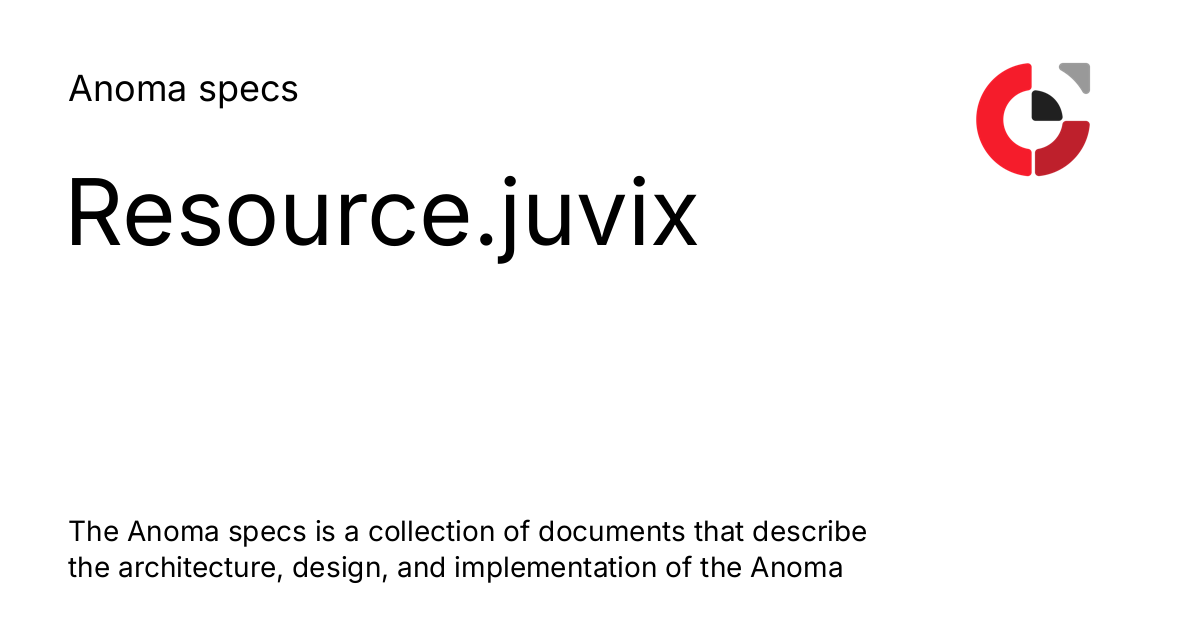 Anoma specs
Resource.juvix
The Anoma specs is a collection of documents that describe
the architecture, design, and implementation of the Anoma